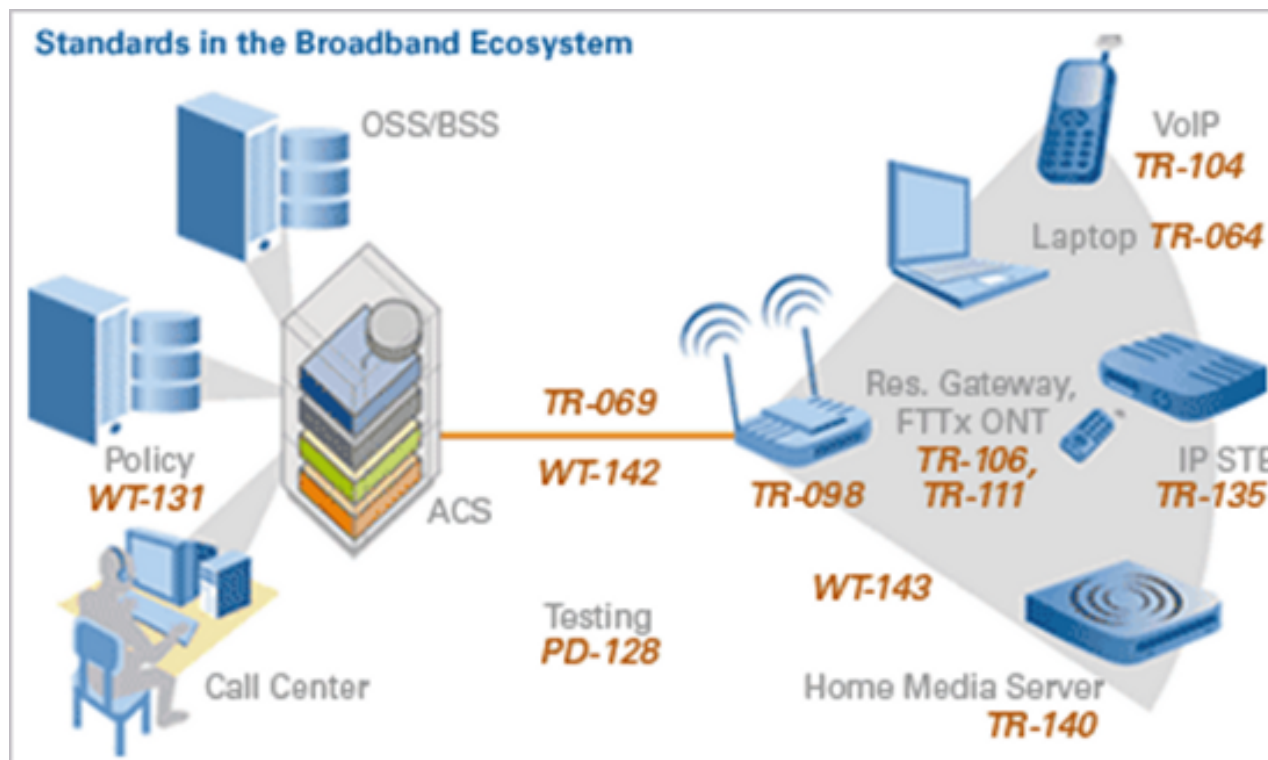 Standards in the Broadband Ecosystem
OSS/BSS
VoIP
TR-104
Laptop TR-064
Policy
WT-131
ACS
TR-069
WT-142
TR-098
Res. Gateway,
FTTx ONT
TR-106,
TR-111
IP STB
TR-135
WT-143
Testing
PD-128
Call Center
Home Media Server
TR-140